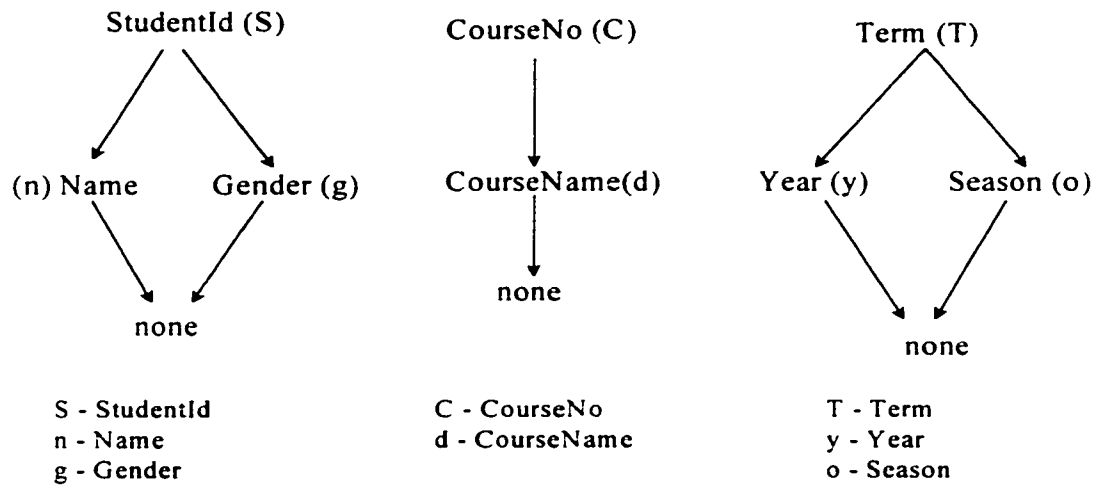 StudentId (S)
CourseNo (C)
Term (T)
(n) Name
Gender (g)
CourseName(d)
Year (y)
Season (o)
none
none
none
S - StudentId
n - Name
g - Gender
C - CourseNo
d - CourseName
T - Term
y - Year
o - Season